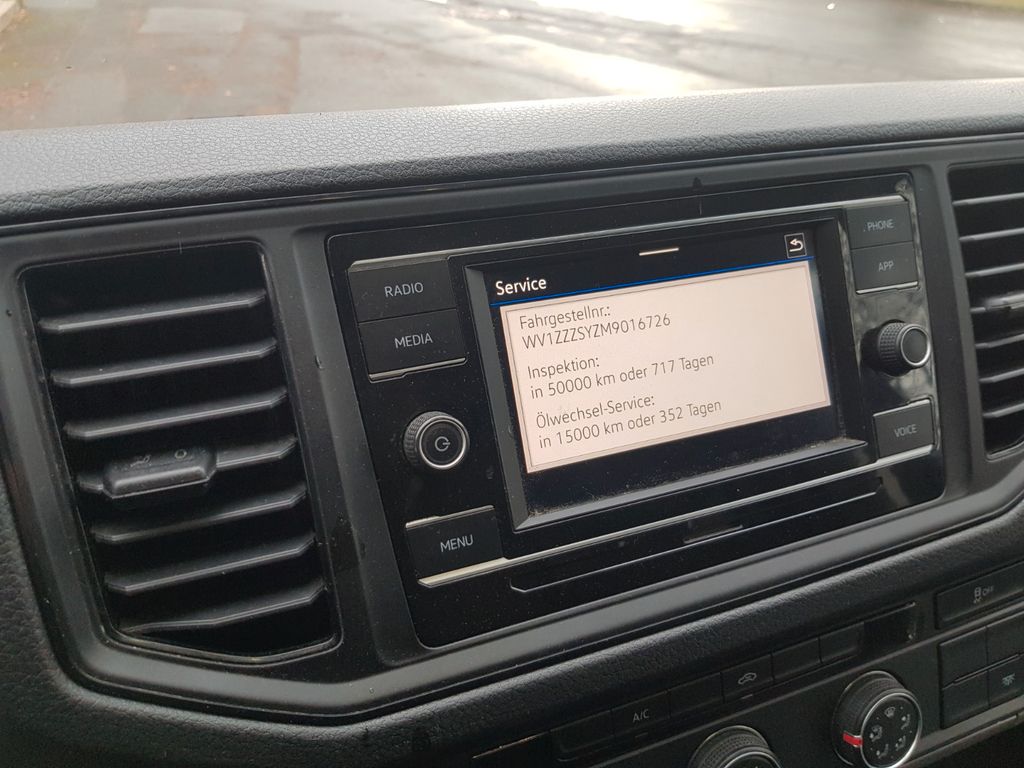 PHONE
RADIO
APP
Service
MEDIA
Fahrgestellnr.:
WV1ZZZSYZM9016726
Inspektion:
in 50000 km oder 717 Tagen
Ölwechsel-Service:
in 15000 km oder 352 Tagen
VOICE
MENU
OFF
A/C